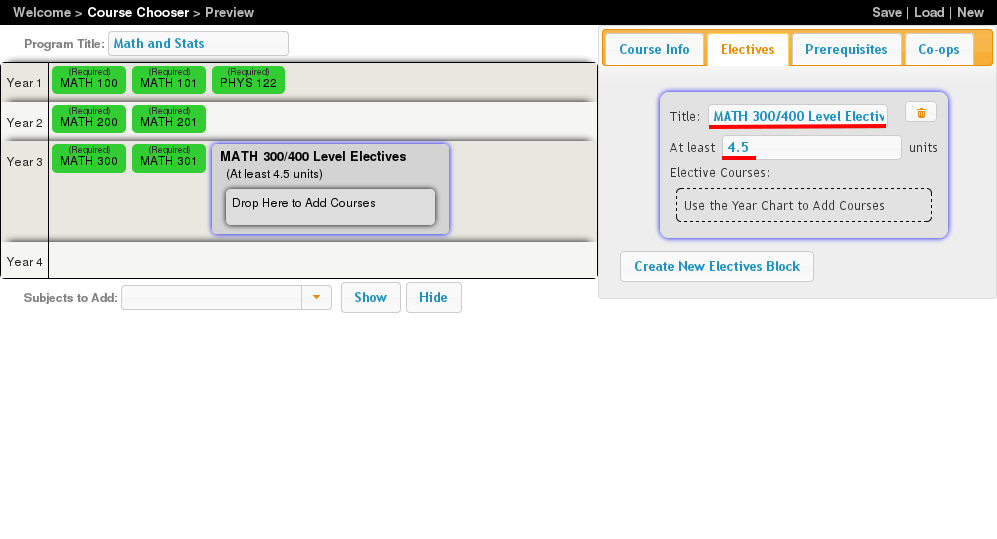 Welcome > Course Chooser > Preview
Save | Load | New
Program Title: Math and Stats
Year 1
(Required)
MATH 100
(Required)
MATH 101
(Required)
PHYS 122
Year 2
(Required)
MATH 200
(Required)
MATH 201
Year 3
(Required)
MATH 300
(Required)
MATH 301
MATH 300/400 Level Electives
(At least 4.5 units)
Drop Here to Add Courses
Year 4
Subjects to Add:
Show
Hide
Course Info
Electives
Prerequisites
Co-ops
Title: MATH 300/400 Level Electiv
At least 4.5 units
Elective Courses:
Use the Year Chart to Add Courses
Create New Electives Block